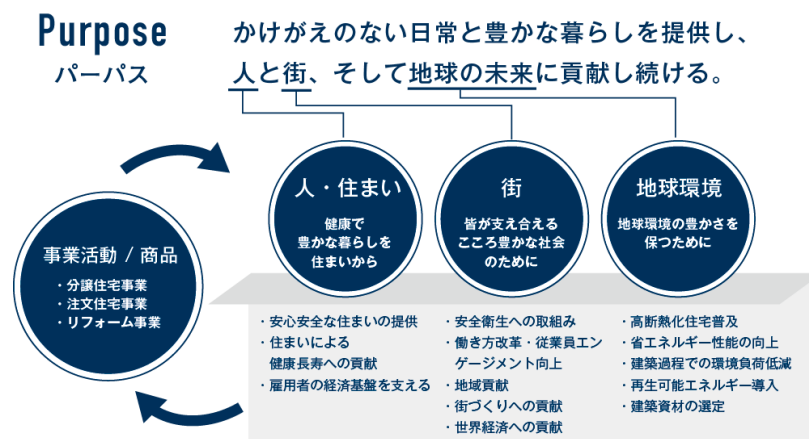 Purpose
パーパス
かけがえのない日常と豊かな暮らしを提供し、
人と街、そして地球の未来に貢献し続ける。
事業活動 / 商品
・分譲住宅事業
・注文住宅事業
・リフォーム事業
人・住まい
健康で
豊かな暮らしを
住まいから
街
皆が支え合える
こころ豊かな社会
のために
地球環境
地球環境の豊かさを
保つために
・安心安全な住まいの提供
・住まいによる
健康長寿への貢献
・雇用者の経済基盤を支える
・安全衛生への取組み
・働き方改革・従業員エン
ゲージメント向上
・地域貢献
・街づくりへの貢献
・世界経済への貢献
・高断熱化住宅普及
・省エネルギー性能の向上
・建築過程での環境負荷低減
・再生可能エネルギー導入
・建築資材の選定